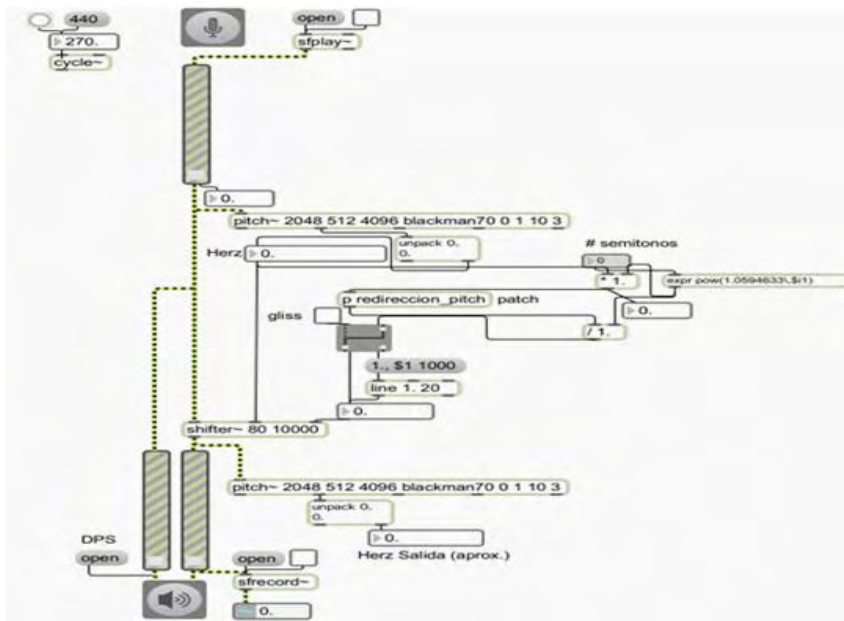 440
open
270.
sfplay~
cycle~
0.
pitch~ 2048 512 4096 blackman70 0 1 10 3
unpack 0.
0.
# semitonos
Herz
0.
0
* 1.
expr pow(1.0594633\,$i1)
p redireccion_pitch
patch
0.
gliss
/ 1.
1., $1 1000
line 1. 20
0.
shifter~ 80 10000
pitch~ 2048 512 4096 blackman70 0 1 10 3
unpack 0.
0.
0.
DPS
open
open
Herz Salida (aprox.)
sfrecord~
0.